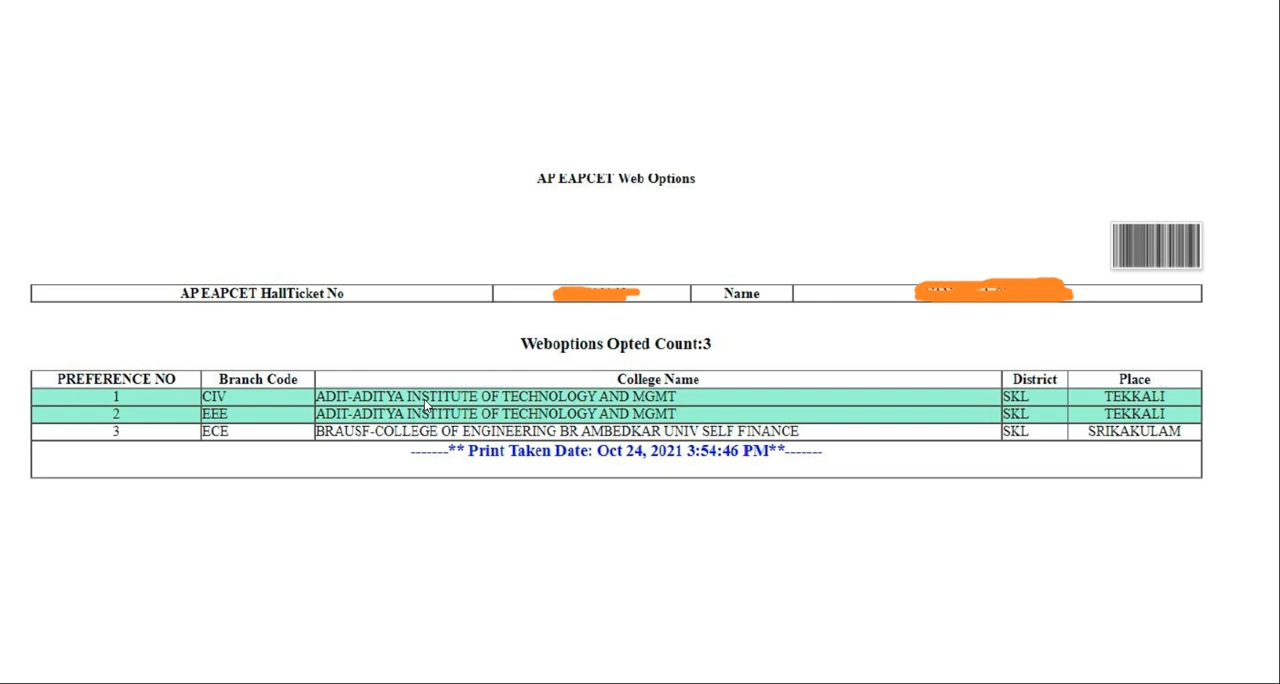 AP EAPCET Web Options
AP EAPCET HallTicket No Name
Weboptions Opted Count:3
PREFERENCE NO Branch Code College Name District Place
1 CIV ADIT-ADITYA INSTITUTE OF TECHNOLOGY AND MGMT SKL TEKKALI
2 EEE ADIT-ADITYA INSTITUTE OF TECHNOLOGY AND MGMT SKL TEKKALI
3 ECE BRAUSF-COLLEGE OF ENGINEERING BR AMBEDKAR UNIV SELF FINANCE SKL SRIKAKULAM
-------** Print Taken Date: Oct 24, 2021 3:54:46 PM**-------